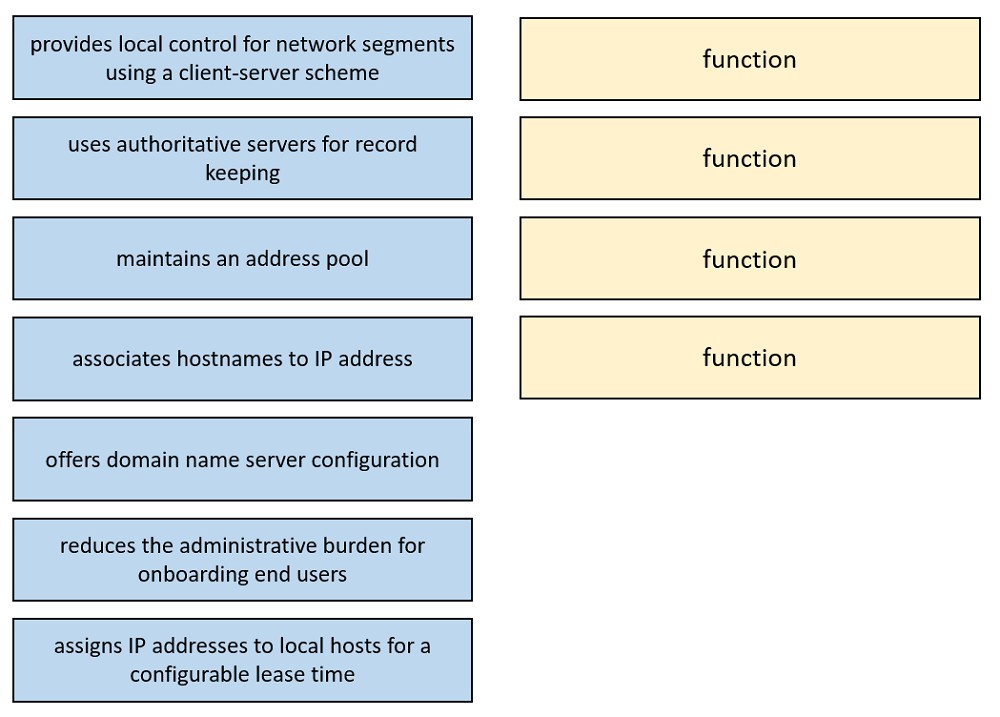 provides local control for network segments
using a client-server scheme
function
uses authoritative servers for record
keeping
function
maintains an address pool
function
associates hostnames to IP address
function
offers domain name server configuration
reduces the administrative burden for
onboarding end users
assigns IP addresses to local hosts for a
configurable lease time